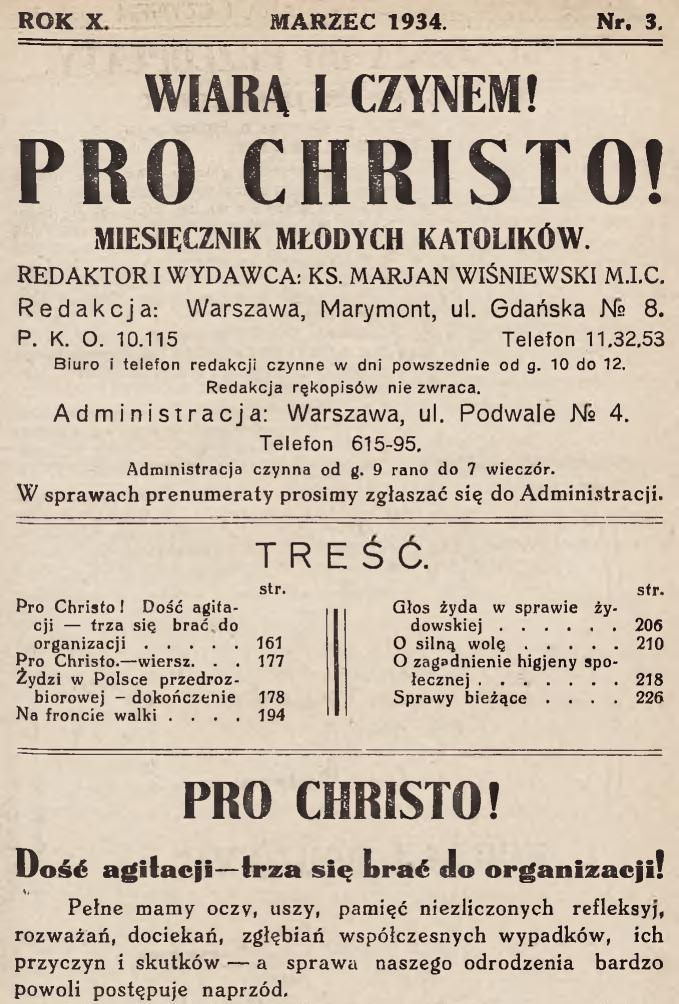 ROK X. MARZEC 1934. Nr. 3.
WIARĄ I CZYNEM!
PRO CHRISTO!
MIESIĘCZNIK MŁODYCH KATOLIKÓW.
REDAKTOR I WYDAWCA: KS. MARJAN WIŚNIEWSKI M.I.C.
Redakcja: Warszawa, Marymont, ul. Gdańska № 8.
P. K. O. 10.115 Telefon 11.32.53
Biuro i telefon redakcji czynne w dni powszednie od g. 10 do 12.
Redakcja rękopisów nie zwraca.
Administracja: Warszawa, ul. Podwale № 4.
Telefon 615-95.
Administracja czynna od g. 9 rano do 7 wieczór.
W sprawach prenumeraty prosimy zgłaszać się do Administracji.
TREŚĆ.
str.
Pro Christo! Dość agita-
cji — trza się brać do
organizacji . . . . . 161
Pro Christo.—wiersz. . . 177
Żydzi w Polsce przedroz-
biorowej – dokończenie 178
Na froncie walki . . . . 194
str.
Głos żyda w sprawie ży-
dowskiej . . . . . . 206
O silną wolę . . . . . 210
O zagadnienie higjeny spo-
łecznej . . . . . . . 218
Sprawy bieżące . . . . 226
PRO CHRISTO!
Dość agitacji—trza się brać do organizacji!
Pełne mamy oczy, uszy, pamięć niezliczonych refleksyj,
rozważań, dociekań, zgłębiań współczesnych wypadków, ich
przyczyn i skutków — a sprawa naszego odrodzenia bardzo
powoli postępuje naprzód.